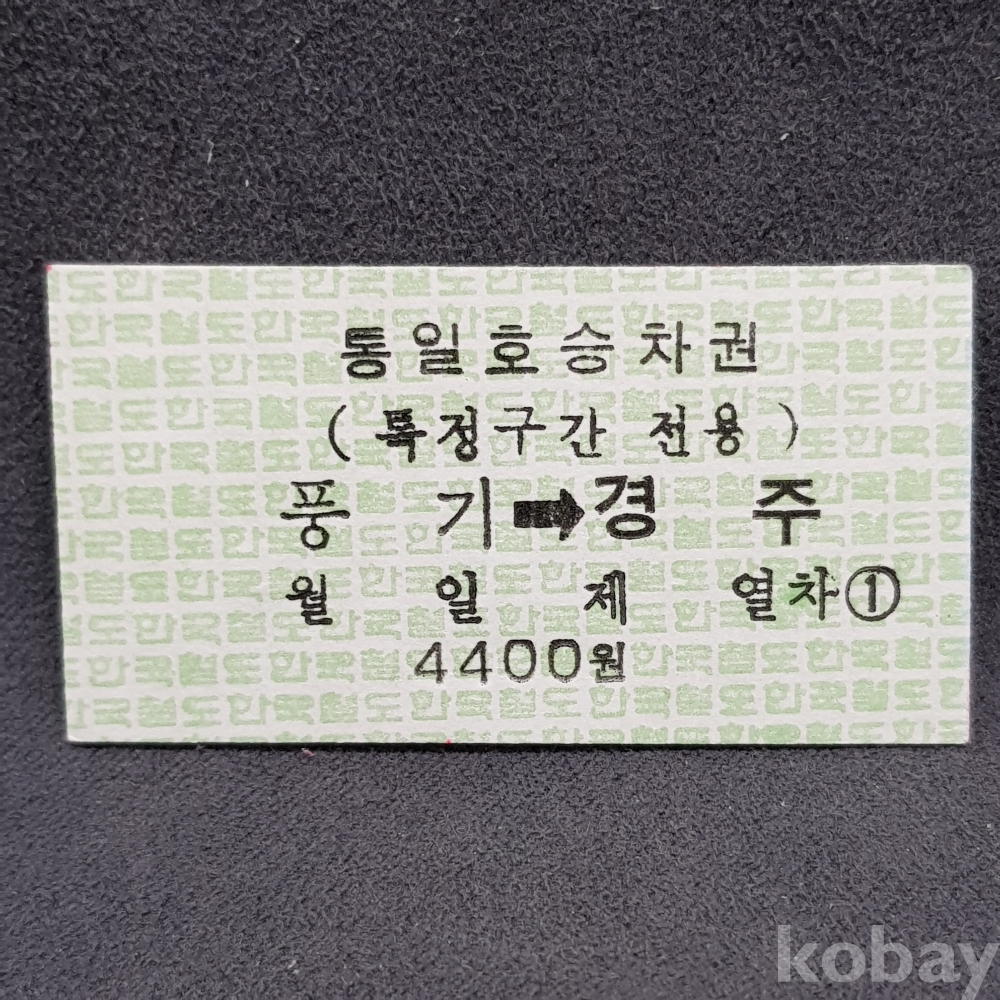 통일호승차권
(특정구간 전용)
풍 기➡경 주
월 일 제 열차①
4400원
kobay